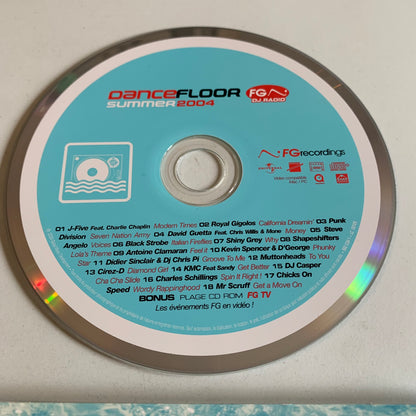 DANCEFLOOR
SUMMER 2004
FG
DJ RADIO
FGrecordings
UNIVERSAL
Video compatible
Mac / PC
01 J-Five Feat. Charlie Chaplin Modern Times 02 Royal Gigolos California Dreamin' 03 Punk
Division Seven Nation Army 04 David Guetta Feat. Chris Willis & Mone Money 05 Steve
Angelo Voices 06 Black Strobe Italian Fireflies 07 Shiny Grey Why 08 Shapeshifters
Lola's Theme 09 Antoine Clamaran Feel it 10 Kevin Spencer & D'George Phunky
Star 11 Didier Sinclair & Dj Chris Pi Groove To Me 12 Muttonheads To You
13 Cirez-D Diamond Girl 14 KMC Feat Sandy Get Better 15 DJ Casper
Cha Cha Slide 16 Charles Schillings Spin It Right ! 17 Chicks On
Speed Wordy Rappinghood 18 Mr Scruff Get a Move On
BONUS PLAGE CD ROM FG TV
Les événements FG en vidéo !